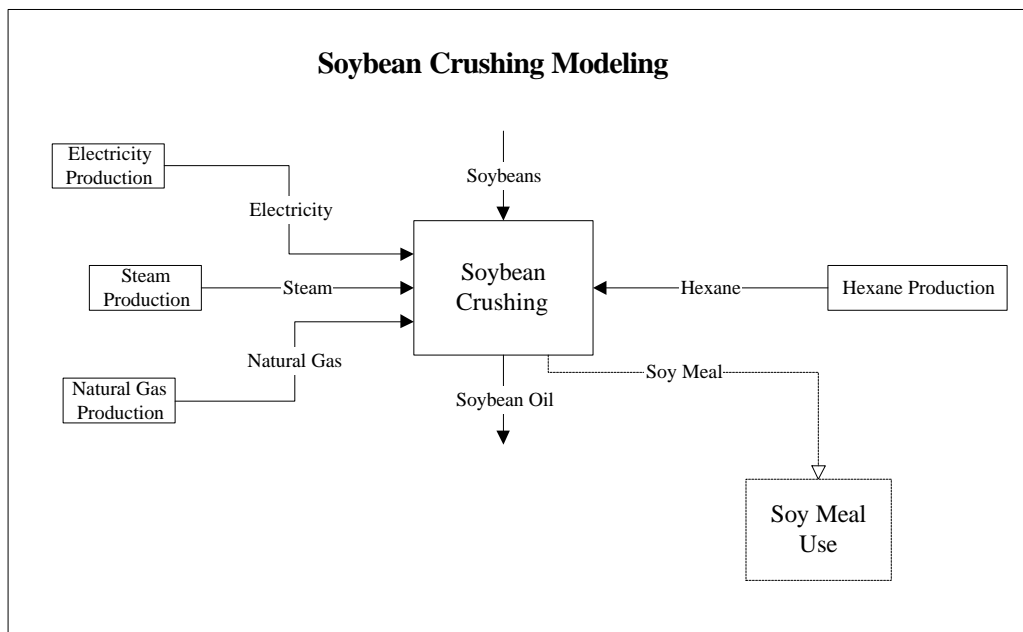 Soybean Crushing Modeling
Electricity
Production
Soybeans
Electricity
Steam
Production
Steam
Soybean
Crushing
Hexane
Hexane Production
Natural Gas
Natural Gas
Production
Soybean Oil
Soy Meal
Soy Meal
Use